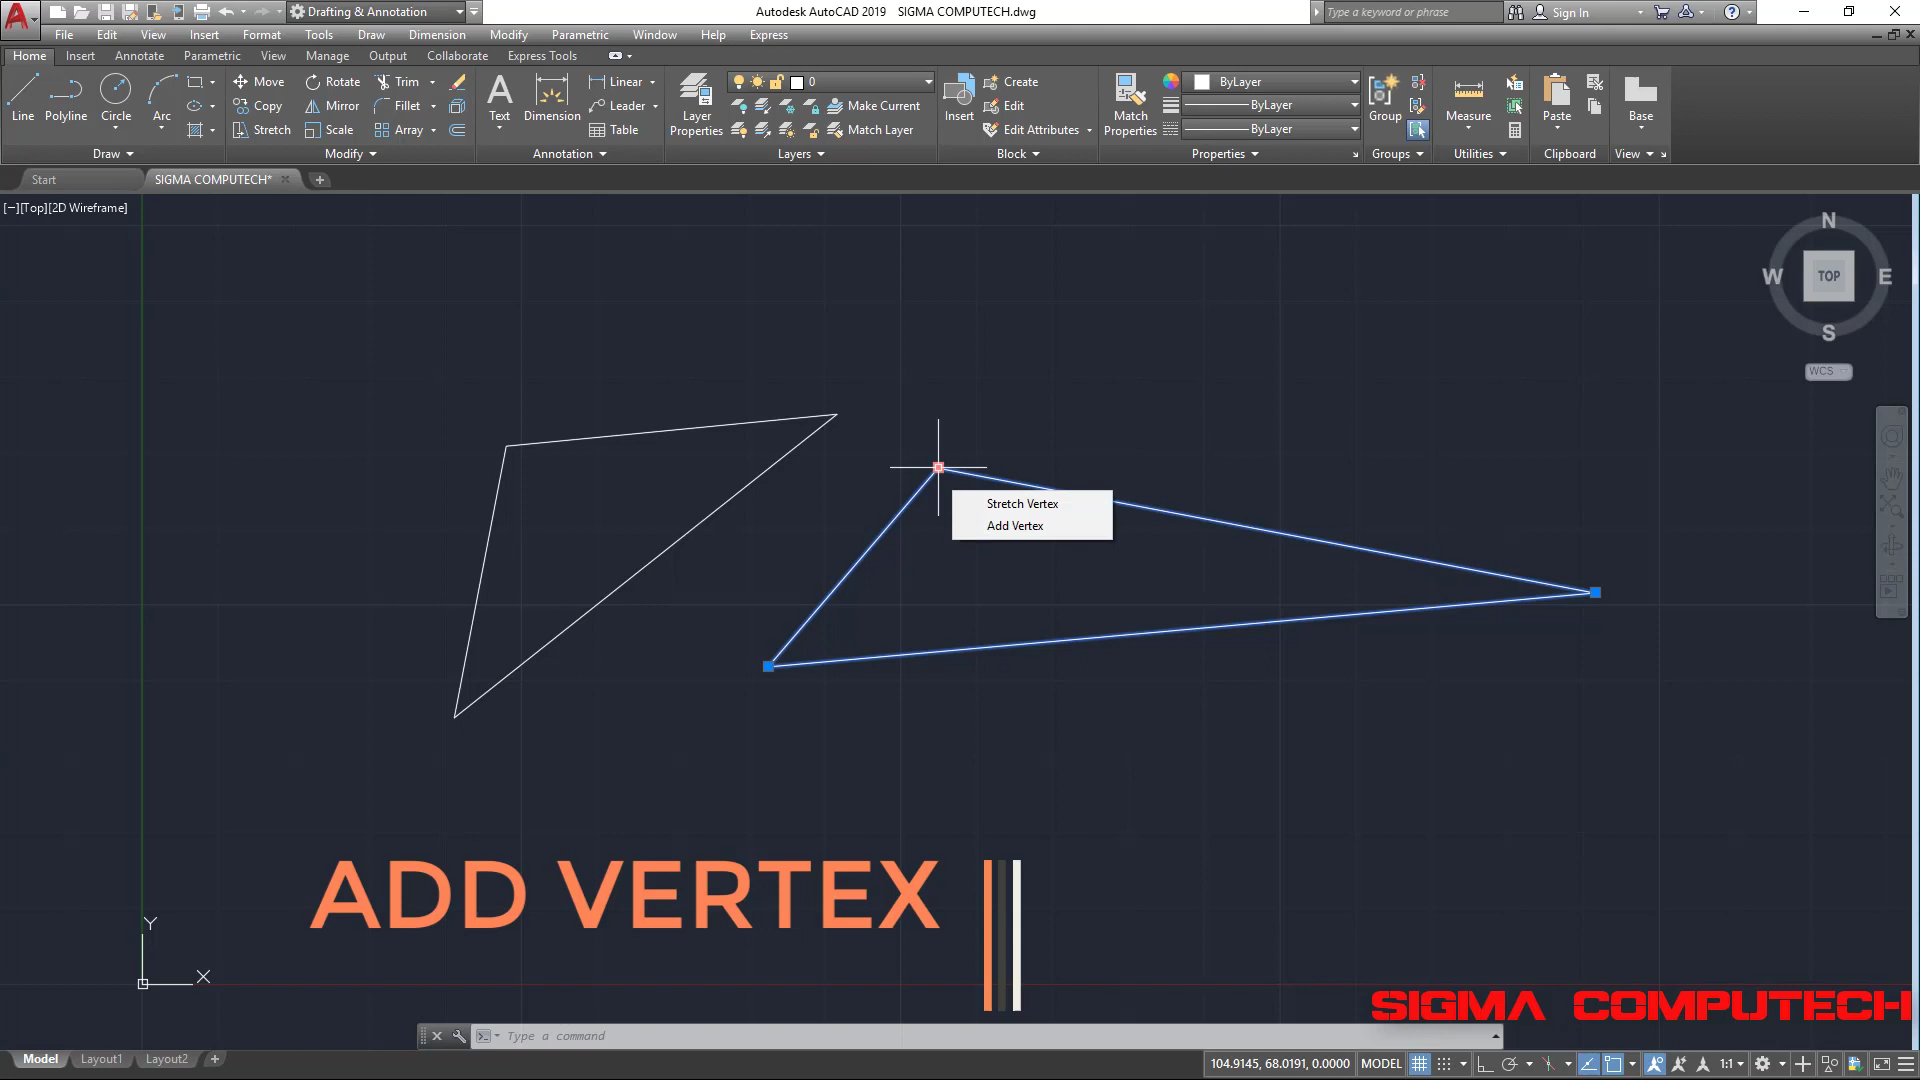 Drafting & Annotation
Autodesk AutoCAD 2019 SIGMA COMPUTECH.dwg
Type a keyword or phrase
Sign In
File Edit View Insert Format Tools Draw Dimension Modify Parametric Window Help Express
Home Insert Annotate Parametric View Manage Output Collaborate Express Tools
Line
Polyline
Circle
Arc
Draw
Move Rotate Trim
Copy Mirror Fillet
Stretch Scale Array
Modify
Text
Dimension
Linear
Leader
Table
Annotation
Layer
Properties
0
Make Current
Match Layer
Layers
Insert
Create
Edit
Edit Attributes
Block
Match
Properties
ByLayer
ByLayer
ByLayer
Properties
Group
Groups
Measure
Utilities
Paste
Clipboard
Base
View
Start
SIGMA COMPUTECH*
[−][Top][2D Wireframe]
N
W
TOP
E
S
WCS
Stretch Vertex
Add Vertex
ADD VERTEX
Y
X
SIGMA COMPUTECH
Type a command
Model Layout1 Layout2
104.9145, 68.0191, 0.0000 MODEL
1:1